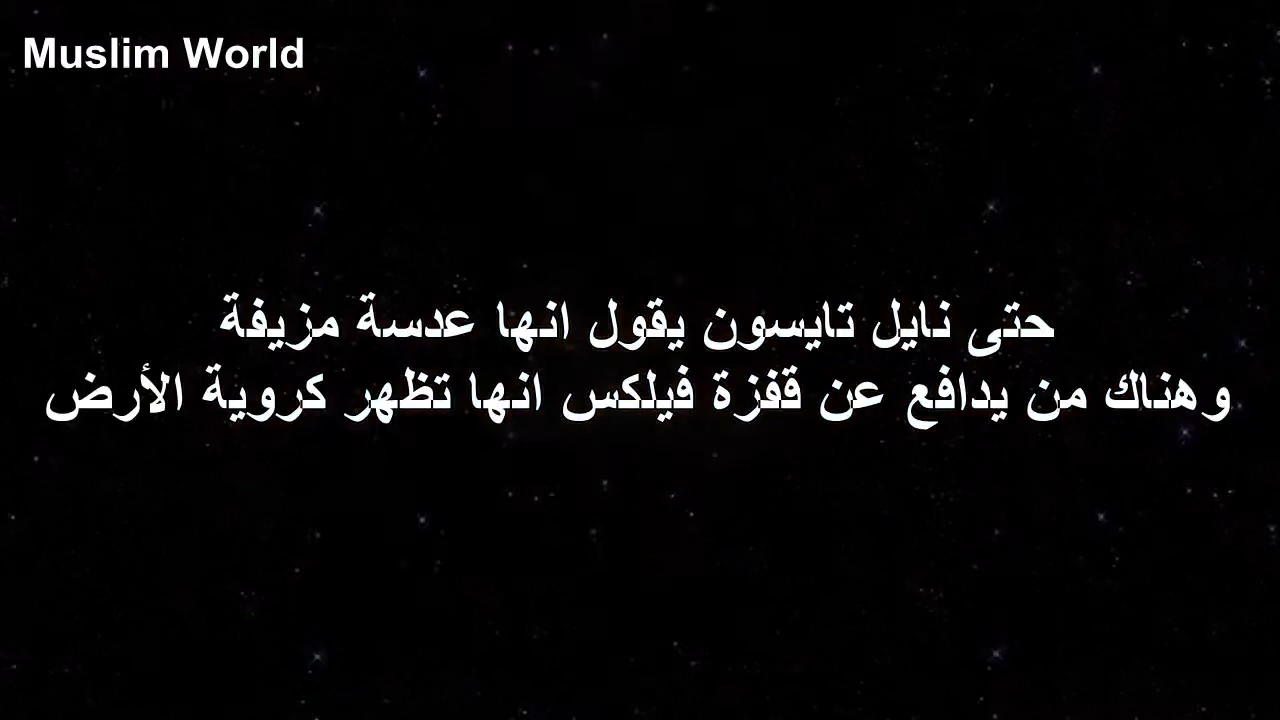 Muslim World
حتى نايل تايسون يقول انها عدسة مزيفة
وهناك من يدافع عن قفزة فيلكس انها تظهر كروية الأرض